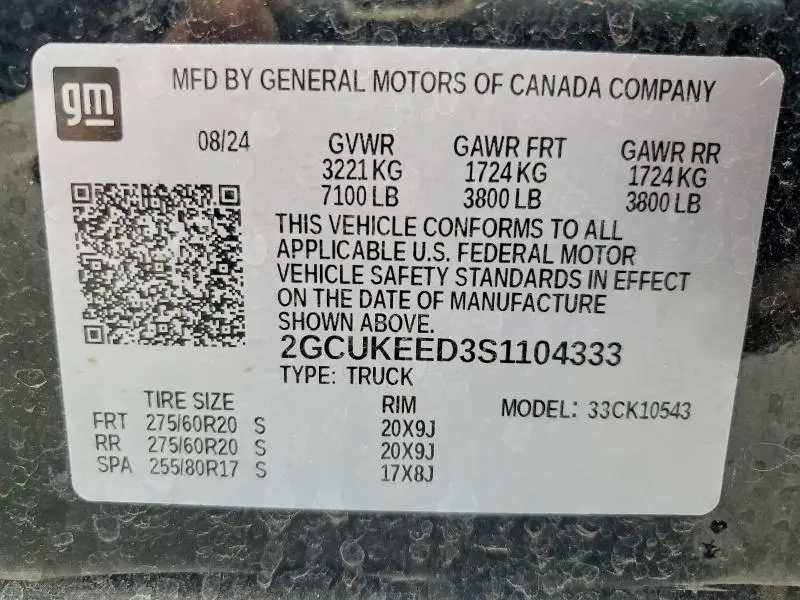 gm
MFD BY GENERAL MOTORS OF CANADA COMPANY
08/24 GVWR GAWR FRT GAWR RR
3221 KG 1724 KG 1724 KG
7100 LB 3800 LB 3800 LB
THIS VEHICLE CONFORMS TO ALL
APPLICABLE U.S. FEDERAL MOTOR
VEHICLE SAFETY STANDARDS IN EFFECT
ON THE DATE OF MANUFACTURE
SHOWN ABOVE.
2GCUKEED3S1104333
TYPE: TRUCK
TIRE SIZE RIM MODEL: 33CK10543
FRT 275/60R20 S 20X9J
RR 275/60R20 S 20X9J
SPA 255/80R17 S 17X8J